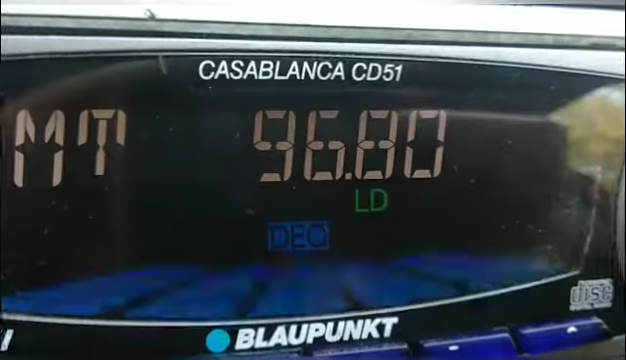 CASABLANCA CD51
MT 96.80
LD
DEQ
disc
BLAUPUNKT